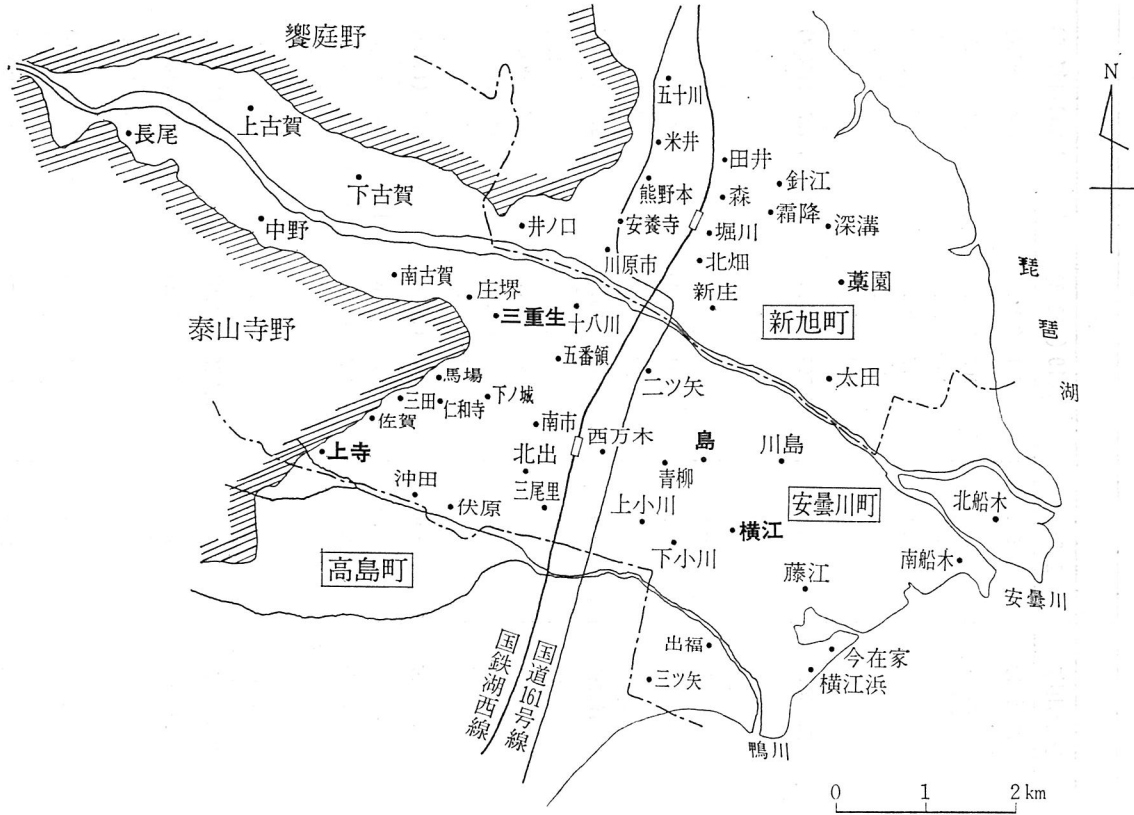 饗庭野
N
五十川
上古賀
米井
長尾
田井
下古賀
熊野本
針江
森
霜降
中野
井ノ口
安養寺
堀川
深溝
川原市
北畑
琵琶湖
南古賀
庄堺
藁園
新庄
三重生
十八川
新旭町
泰山寺野
五番領
馬場
二ツ矢
太田
三田
仁和寺
下ノ城
佐賀
南市
西万木
島
川島
上寺
北出
青柳
沖田
三尾里
上小川
安曇川町
北船木
伏原
横江
下小川
高島町
南船木
藤江
安曇川
国鉄湖西線
国道161号線
出福
今在家
三ツ矢
横江浜
鴨川
0 1 2km